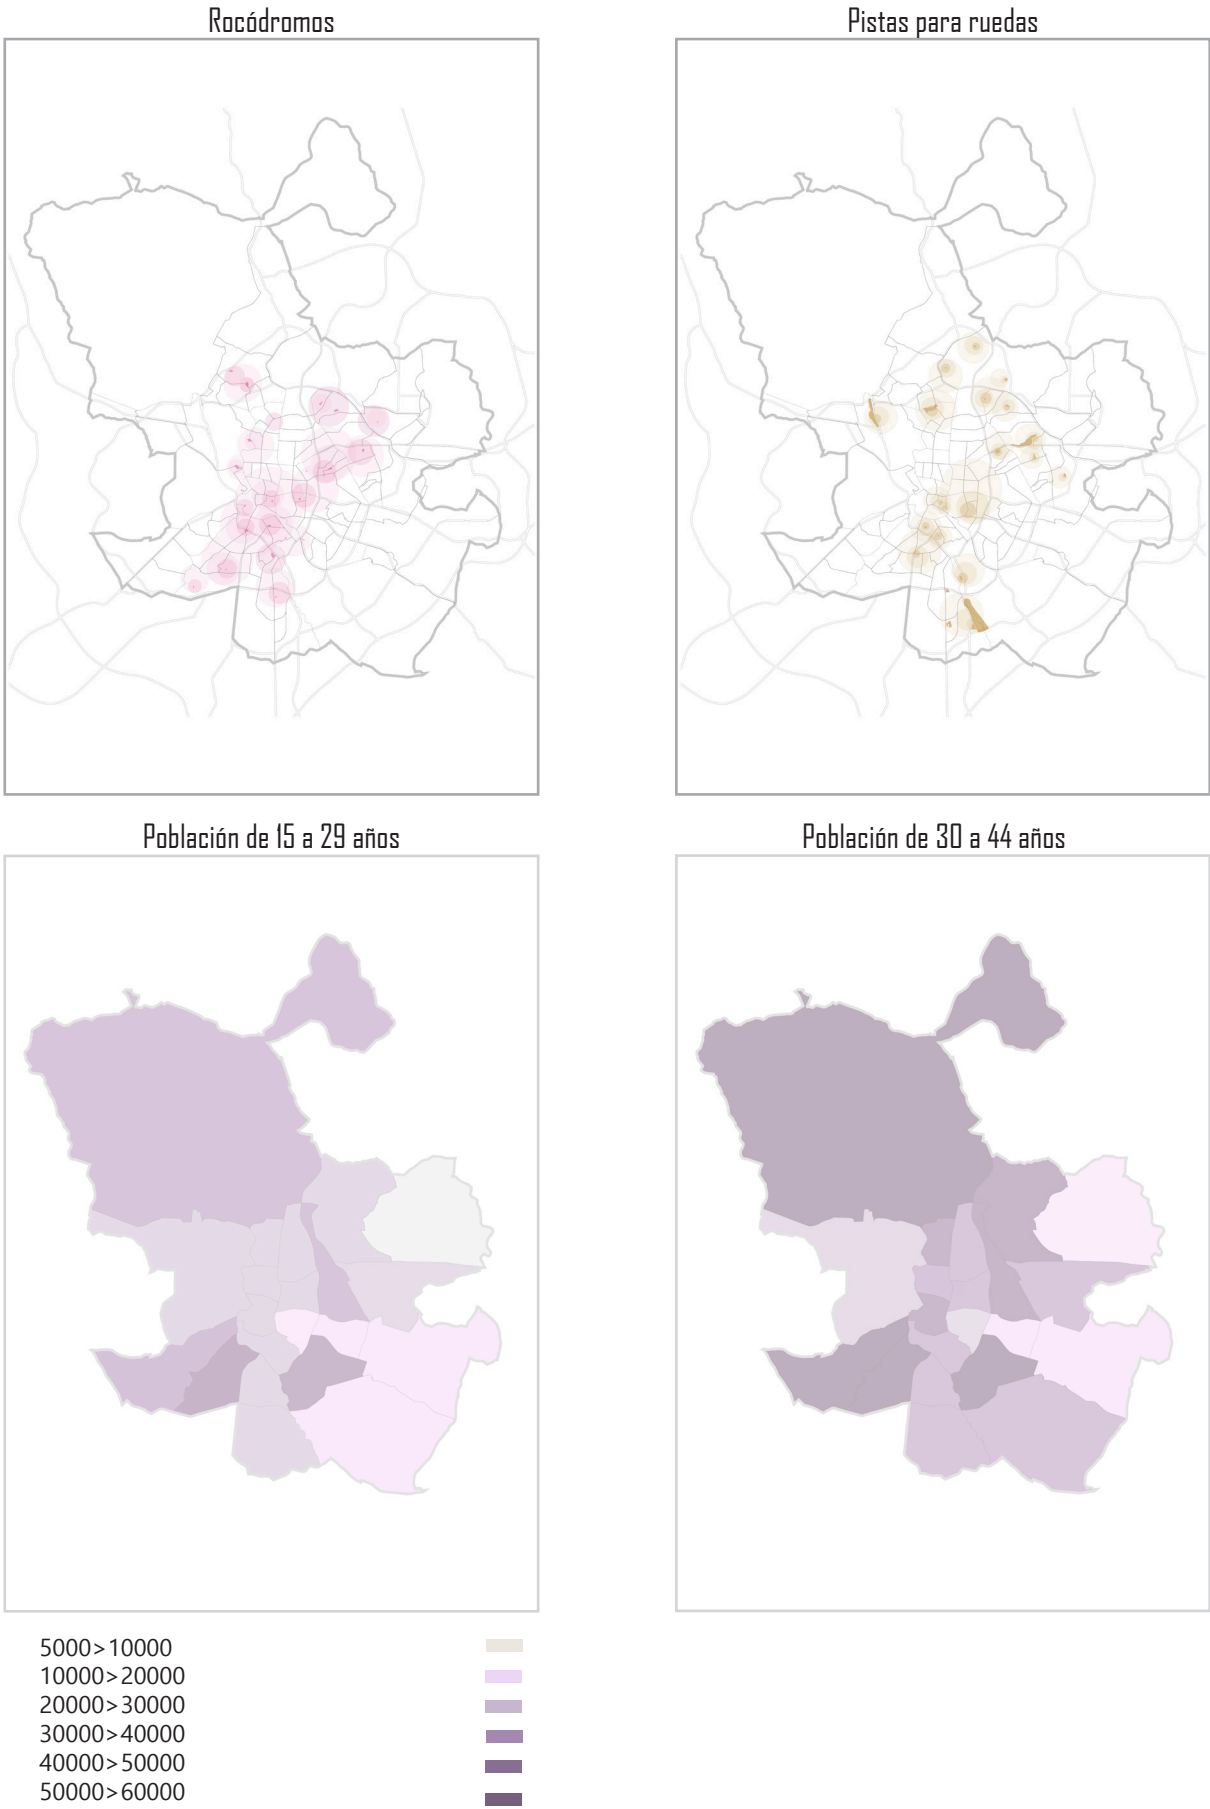 Rocódromos
Pistas para ruedas
Población de 15 a 29 años
Población de 30 a 44 años
5000>10000
10000>20000
20000>30000
30000>40000
40000>50000
50000>60000